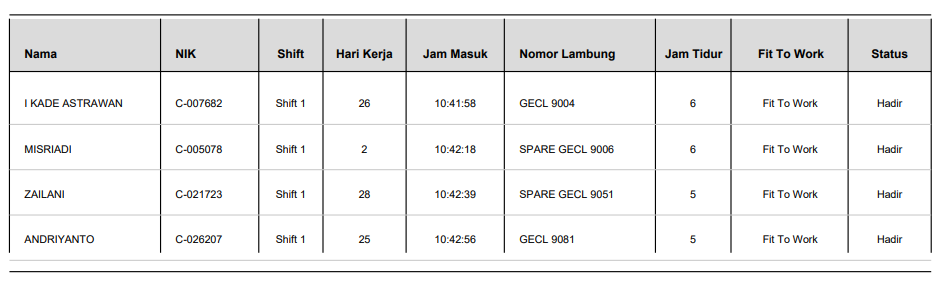 Nama NIK Shift Hari Kerja Jam Masuk Nomor Lambung Jam Tidur Fit To Work Status
I KADE ASTRAWAN C-007682 Shift 1 26 10:41:58 GECL 9004 6 Fit To Work Hadir
MISRIADI C-005078 Shift 1 2 10:42:18 SPARE GECL 9006 6 Fit To Work Hadir
ZAILANI C-021723 Shift 1 28 10:42:39 SPARE GECL 9051 5 Fit To Work Hadir
ANDRIYANTO C-026207 Shift 1 25 10:42:56 GECL 9081 5 Fit To Work Hadir